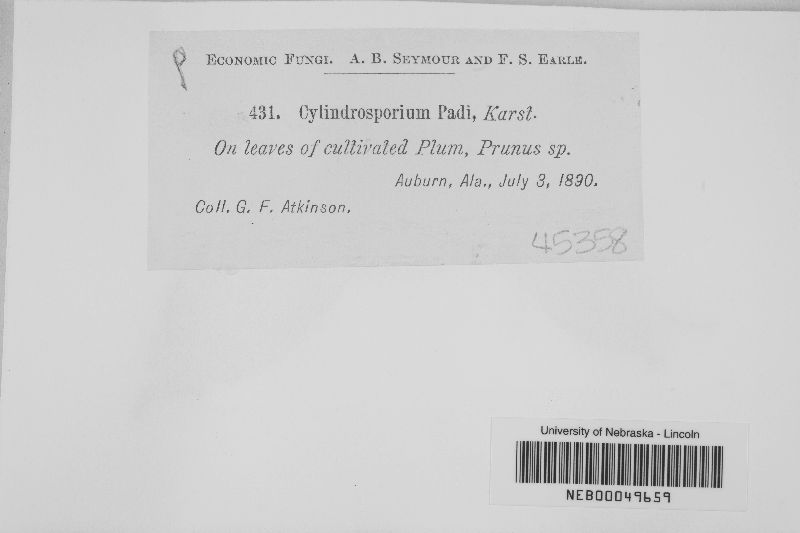 P
ECONOMIC FUNGI. A. B. SEYMOUR AND F. S. EARLE.
431. Cylindrosporium Padi, Karst.
On leaves of cultivated Plum, Prunus sp.
Auburn, Ala., July 3, 1890.
Coll. G. F. Atkinson.
45358
University of Nebraska - Lincoln
NEB00049659